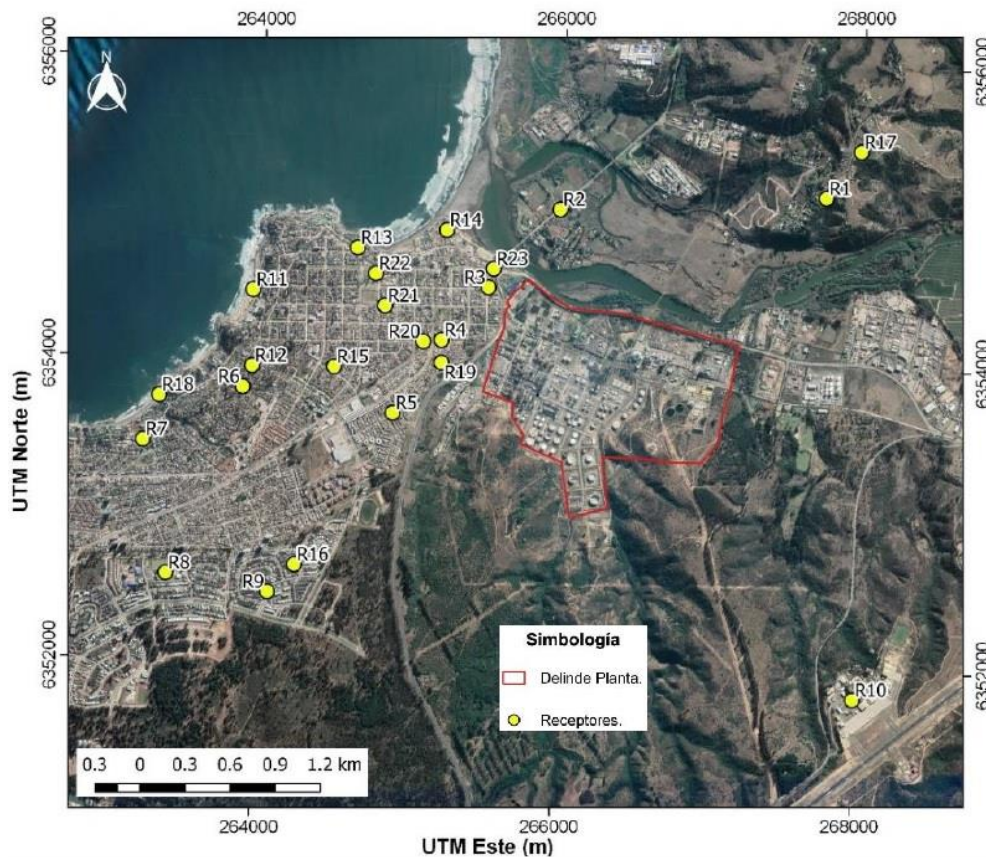 264000 266000 268000
6356000
6356000
N
R17
R1
R2
R14
R13
R23
R22
R3
R11
R21
R20 R4
6354000
6354000
R12
R15
R19
R6
R18
R5
R7
UTM Norte (m)
R16
R8
R9
Simbología
Delinde Planta.
Receptores.
6352000
6352000
R10
0.3 0 0.3 0.6 0.9 1.2 km
264000 266000 268000
UTM Este (m)